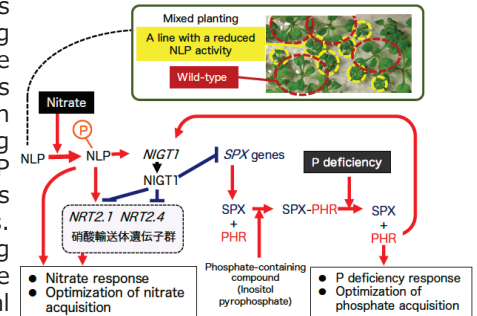 Mixed planting
A line with a reduced
NLP activity
Wild-type
Nitrate
P
NLP
NLP
NIGT1
NIGT1
SPX genes
P deficiency
NRT2.1 NRT2.4
硝酸輸送体遺伝子群
SPX
+
PHR
SPX-PHR
SPX
+
PHR
Phosphate-containing
compound
(Inositol
pyrophosphate)
● Nitrate response
● Optimization of nitrate
acquisition
● P deficiency response
● Optimization of
phosphate acquisition